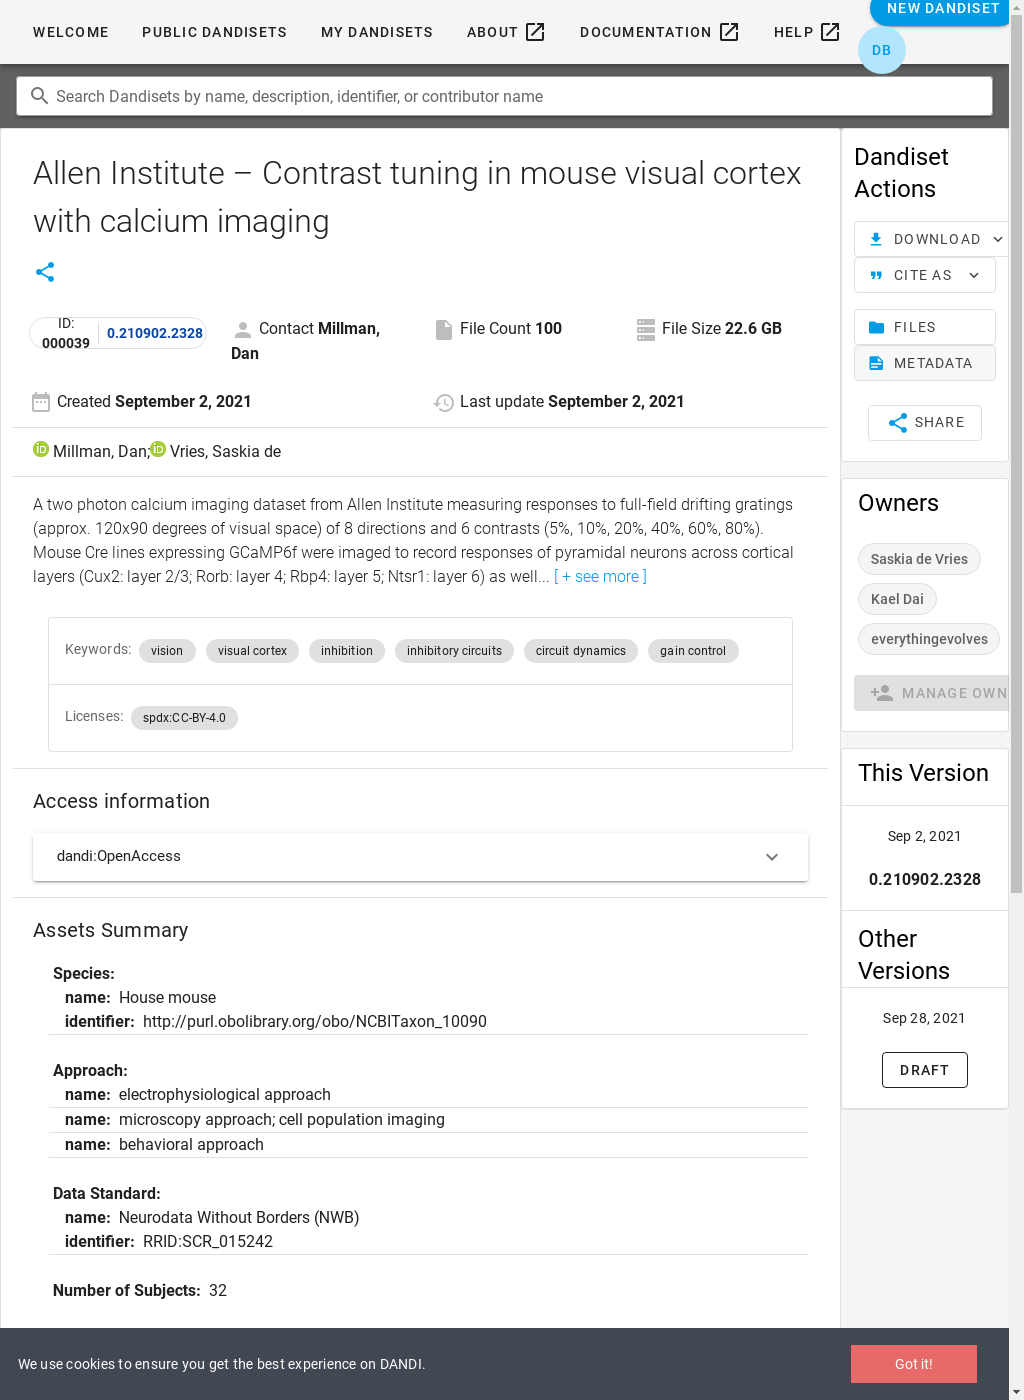 WELCOME
PUBLIC DANDISETS
MY DANDISETS
ABOUT
DOCUMENTATION
HELP
NEW DANDISET
DB
Search Dandisets by name, description, identifier, or contributor name
Allen Institute – Contrast tuning in mouse visual cortex
with calcium imaging
ID:
000039
0.210902.2328
Contact Millman,
Dan
File Count 100
File Size 22.6 GB
Created September 2, 2021
Last update September 2, 2021
Millman, Dan; Vries, Saskia de
A two photon calcium imaging dataset from Allen Institute measuring responses to full-field drifting gratings
(approx. 120x90 degrees of visual space) of 8 directions and 6 contrasts (5%, 10%, 20%, 40%, 60%, 80%).
Mouse Cre lines expressing GCaMP6f were imaged to record responses of pyramidal neurons across cortical
layers (Cux2: layer 2/3; Rorb: layer 4; Rbp4: layer 5; Ntsr1: layer 6) as well... [ + see more ]
Keywords: vision visual cortex inhibition inhibitory circuits circuit dynamics gain control
Licenses: spdx:CC-BY-4.0
Access information
dandi:OpenAccess
Assets Summary
Species:
name: House mouse
identifier: http://purl.obolibrary.org/obo/NCBITaxon_10090
Approach:
name: electrophysiological approach
name: microscopy approach; cell population imaging
name: behavioral approach
Data Standard:
name: Neurodata Without Borders (NWB)
identifier: RRID:SCR_015242
Number of Subjects: 32
Dandiset
Actions
DOWNLOAD
CITE AS
FILES
METADATA
SHARE
Owners
Saskia de Vries
Kael Dai
everythingevolves
MANAGE OWN
This Version
Sep 2, 2021
0.210902.2328
Other
Versions
Sep 28, 2021
DRAFT
We use cookies to ensure you get the best experience on DANDI.
Got it!